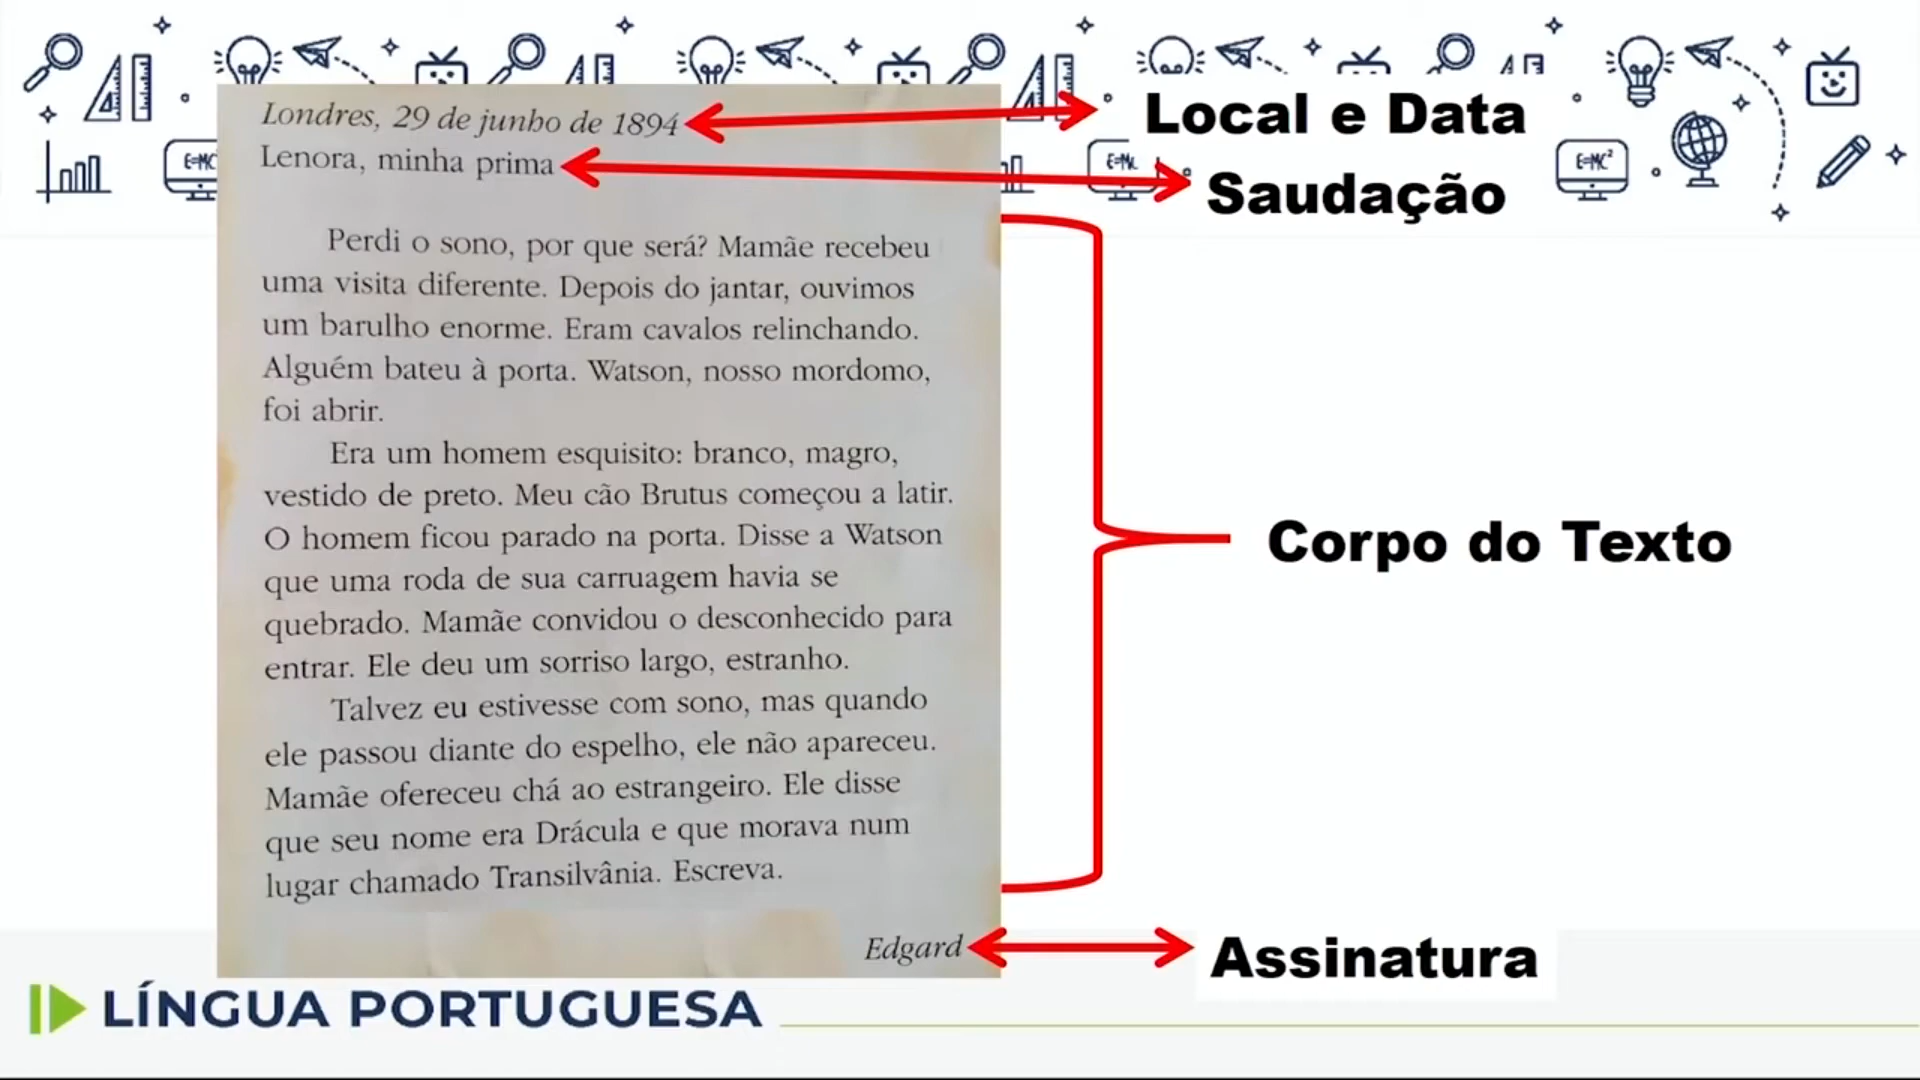 Londres, 29 de junho de 1894
Local e Data
Lenora, minha prima
Saudação
Perdi o sono, por que será? Mamãe recebeu
uma visita diferente. Depois do jantar, ouvimos
um barulho enorme. Eram cavalos relinchando.
Alguém bateu à porta. Watson, nosso mordomo,
foi abrir.
Era um homem esquisito: branco, magro,
vestido de preto. Meu cão Brutus começou a latir.
O homem ficou parado na porta. Disse a Watson
que uma roda de sua carruagem havia se
quebrado. Mamãe convidou o desconhecido para
entrar. Ele deu um sorriso largo, estranho.
Talvez eu estivesse com sono, mas quando
ele passou diante do espelho, ele não apareceu.
Mamãe ofereceu chá ao estrangeiro. Ele disse
que seu nome era Drácula e que morava num
lugar chamado Transilvânia. Escreva.
Corpo do Texto
Edgard
Assinatura
LÍNGUA PORTUGUESA
E=MC²